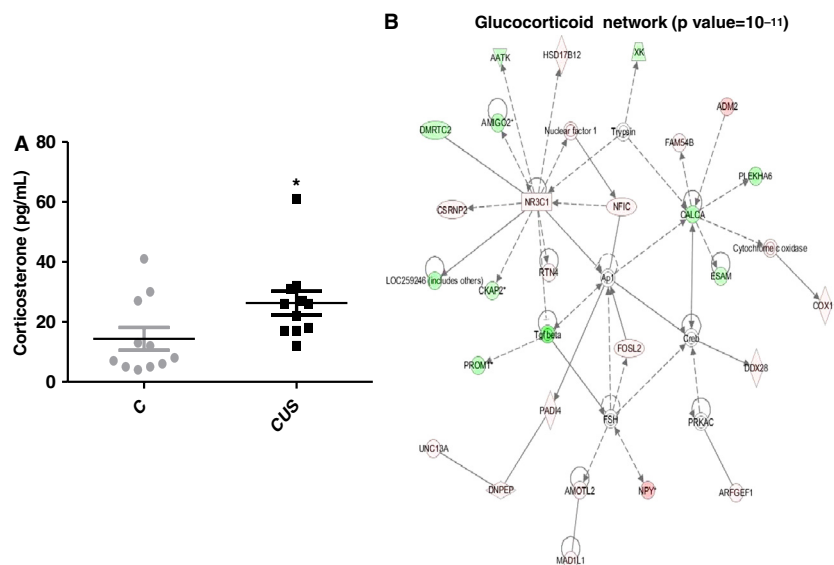 B
Glucocorticoid network (p value=10–11)
A
Corticosterone (pg/mL)
80
60
40
20
0
*
C
CUS
AATK
HSD17B12
XK
ADM2
DMRTC2
AMIGO2*
Nuclear factor 1
Trypsin
FAM54B
PLEKHA6
CSRNP2
NR3C1
NFIC
CALCA
Cytochrome c oxidase
LOC259246 (includes others)
RTN4
Ap1
ESAM
CKAP2*
COX1
Tgf beta
Creb
PROM1*
FOSL2
DDX28
PADI4
FSH
PRKAC
UNC13A
DNPEP
AMOTL2
NPY*
ARFGEF1
MAD1L1